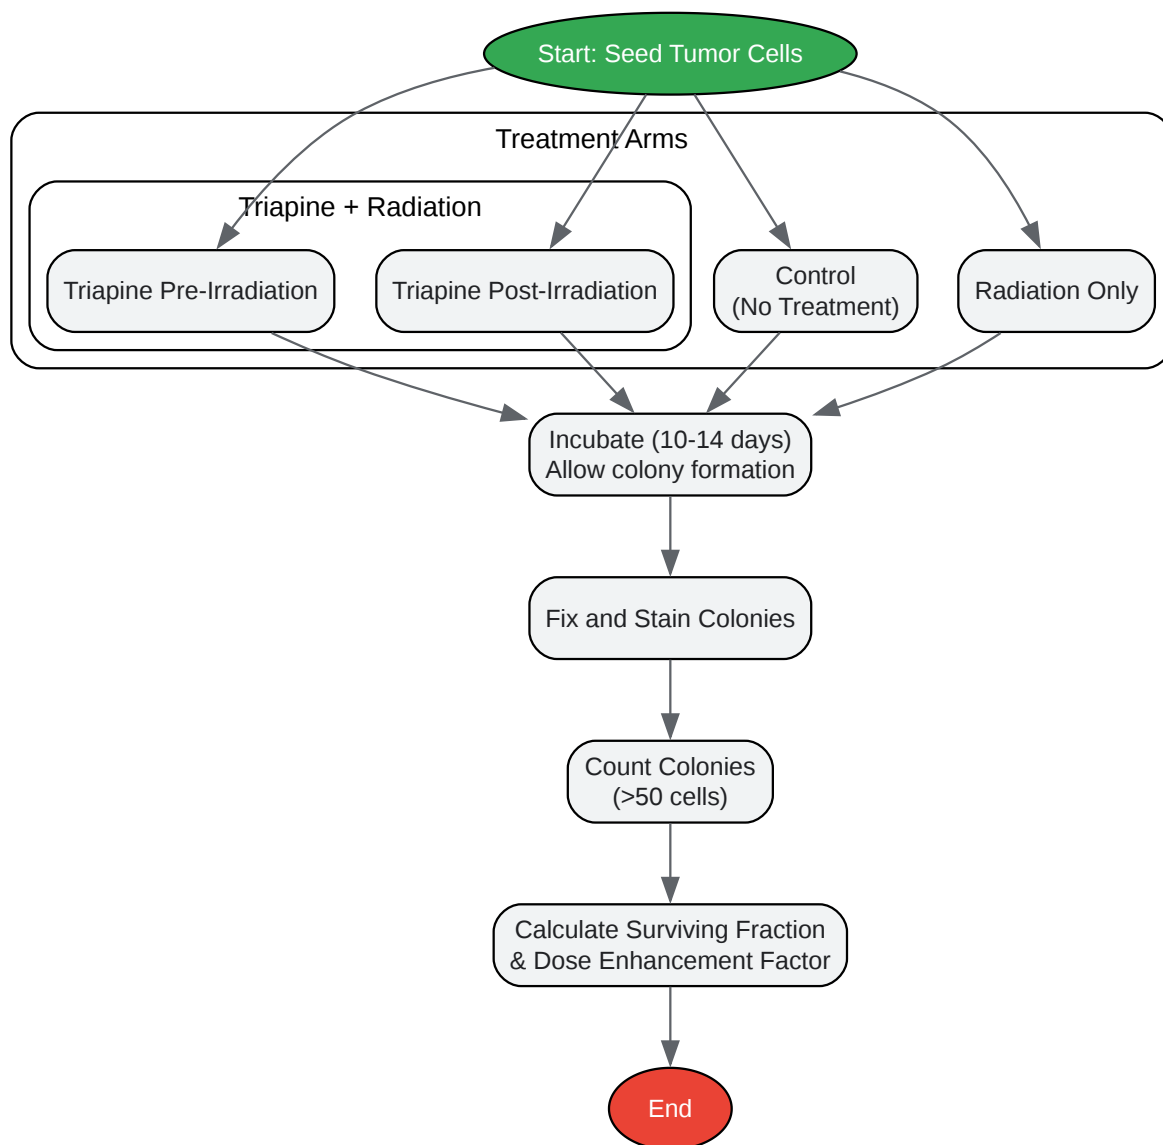 Start: Seed Tumor Cells
Treatment Arms
Triapine + Radiation
Triapine Pre-Irradiation
Triapine Post-Irradiation
Control
(No Treatment)
Radiation Only
Incubate (10-14 days)
Allow colony formation
Fix and Stain Colonies
Count Colonies
(>50 cells)
Calculate Surviving Fraction
& Dose Enhancement Factor
End